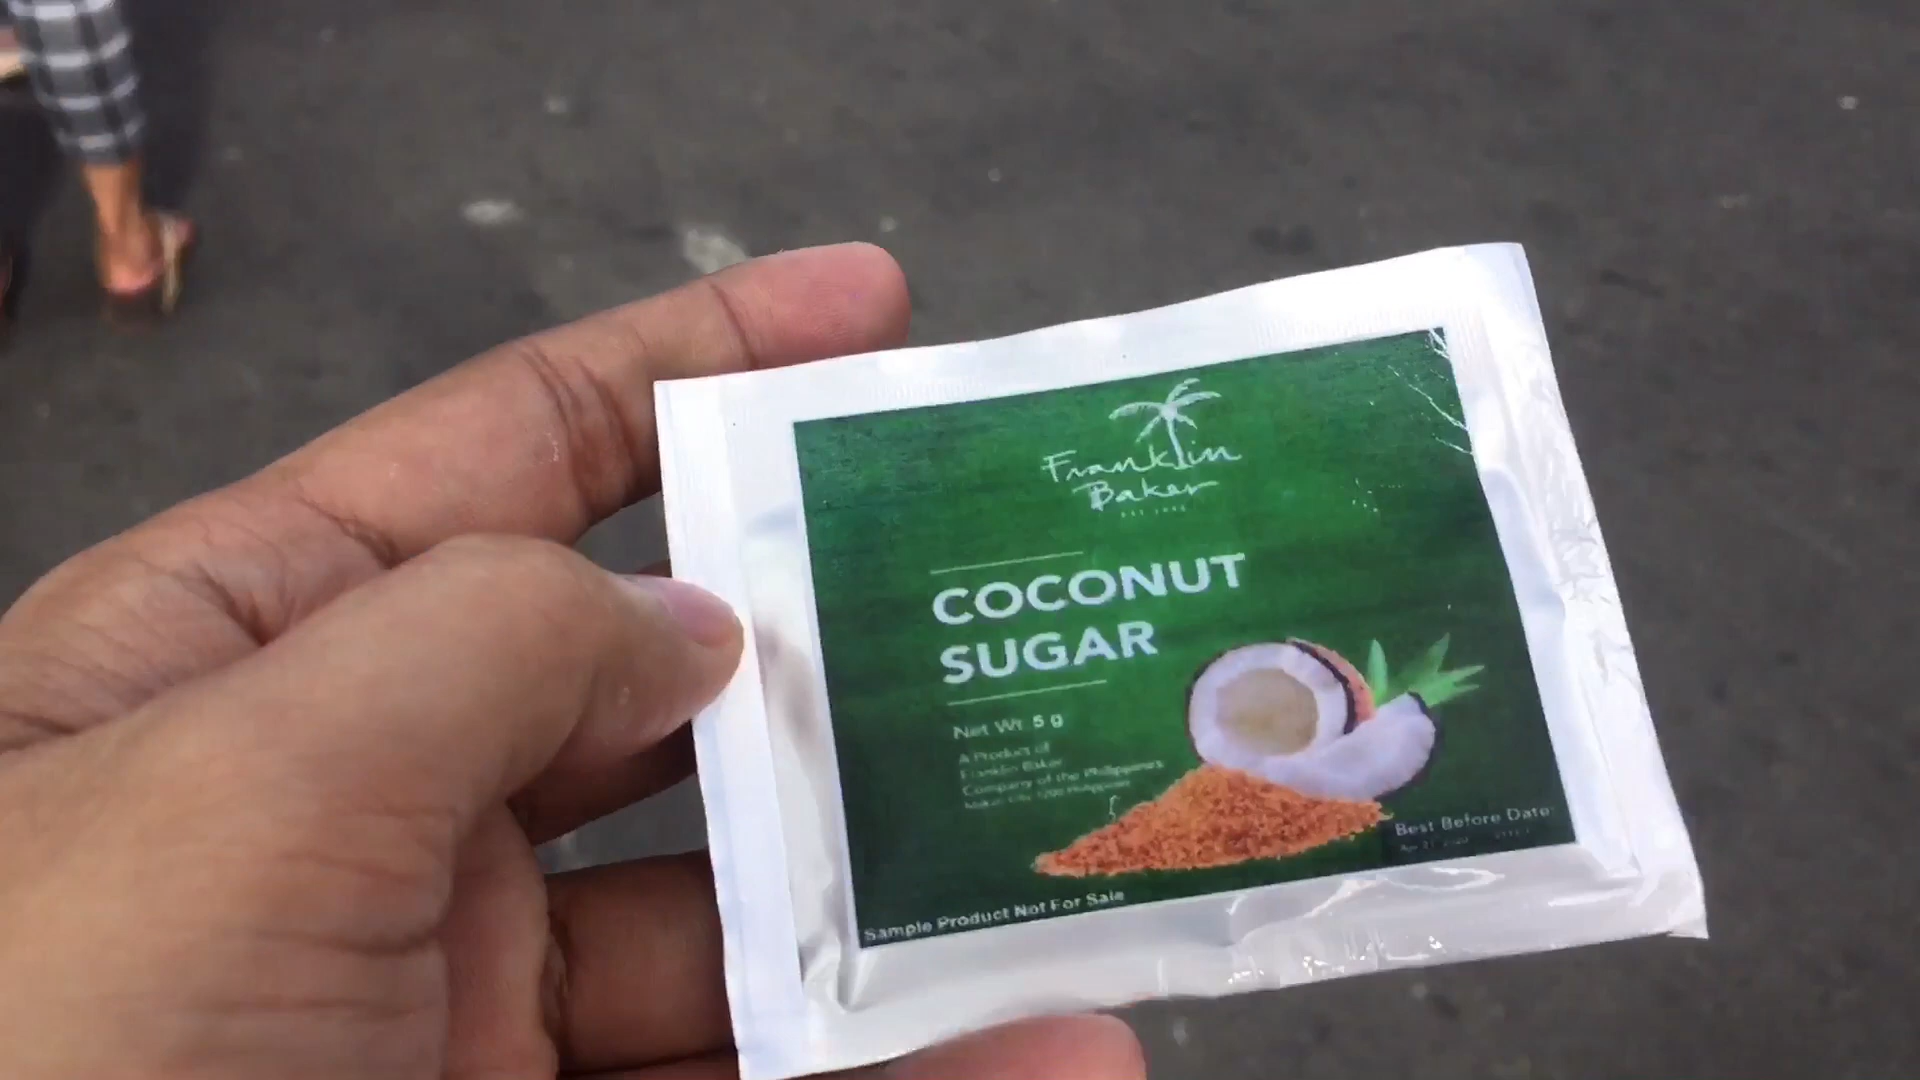 Franklin
Baker
COCONUT
SUGAR
Net Wt. 5 g
A Product of
Franklin Baker
Company of the Philippines
Best Before Date:
Sample Product Not For Sale